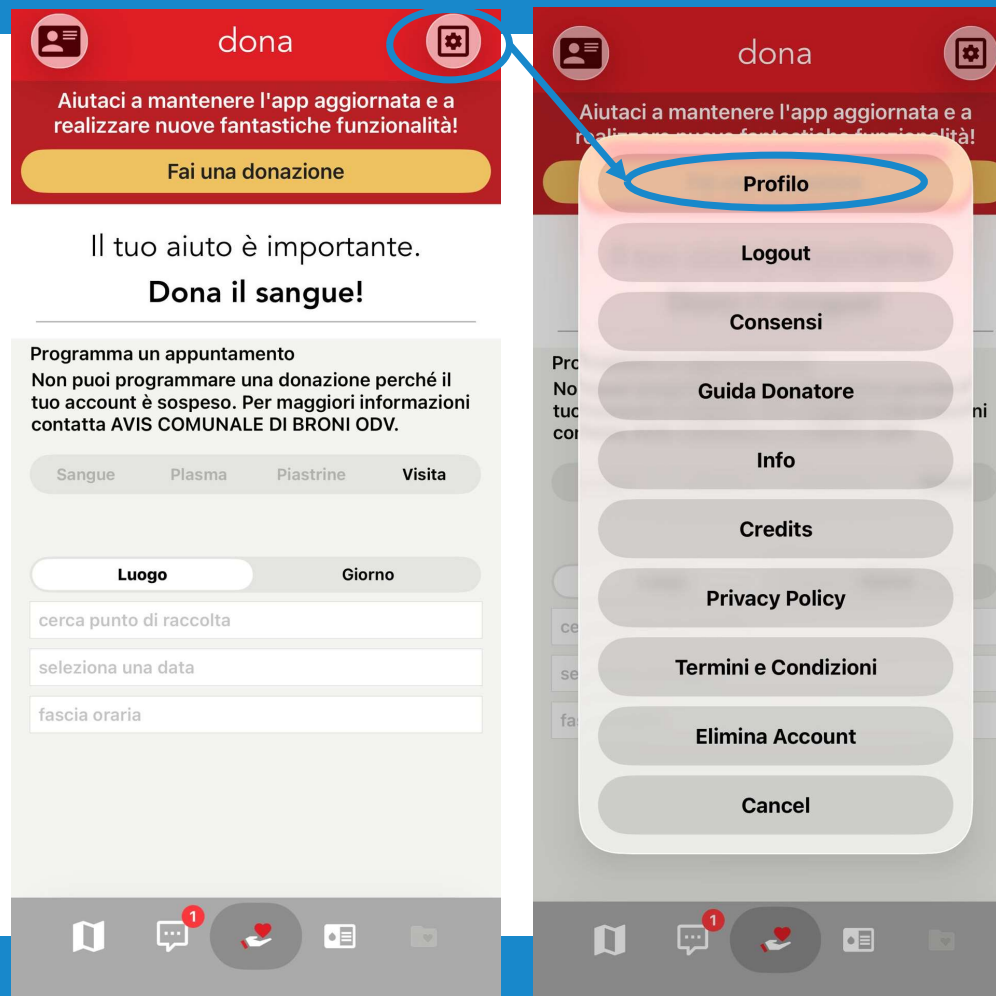 dona
Aiutaci a mantenere l'app aggiornata e a
realizzare nuove fantastiche funzionalità!
Fai una donazione
Il tuo aiuto è importante.
Dona il sangue!
Programma un appuntamento
Non puoi programmare una donazione perché il
tuo account è sospeso. Per maggiori informazioni
contatta AVIS COMUNALE DI BRONI ODV.
Sangue Plasma Piastrine Visita
Luogo Giorno
cerca punto di raccolta
seleziona una data
fascia oraria
1
dona
Aiutaci a mantenere l'app aggiornata e a
realizzare nuove fantastiche funzionalità!
Profilo
Logout
Consensi
Guida Donatore
Info
Credits
Privacy Policy
Termini e Condizioni
Elimina Account
Cancel
1